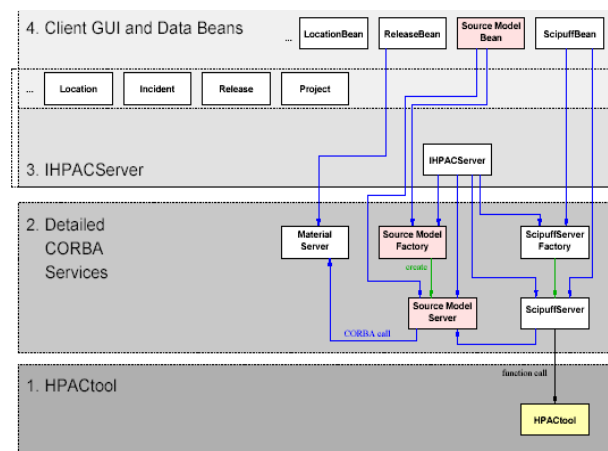 4. Client GUI and Data Beans
...
LocationBean
ReleaseBean
Source Model
Bean
ScipuffBean
...
Location
Incident
Release
Project
3. IHPACServer
IHPACServer
2. Detailed
CORBA
Services
Material
Server
Source Model
Factory
ScipuffServer
Factory
create
Source Model
Server
ScipuffServer
CORBA call
1. HPACtool
function call
HPACtool